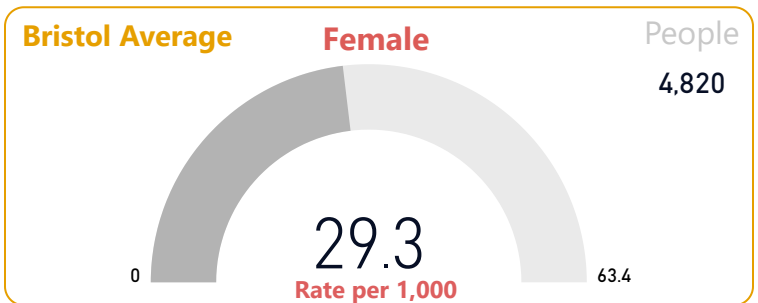 Bristol Average
Female
People
4,820
29.3
0
63.4
Rate per 1,000